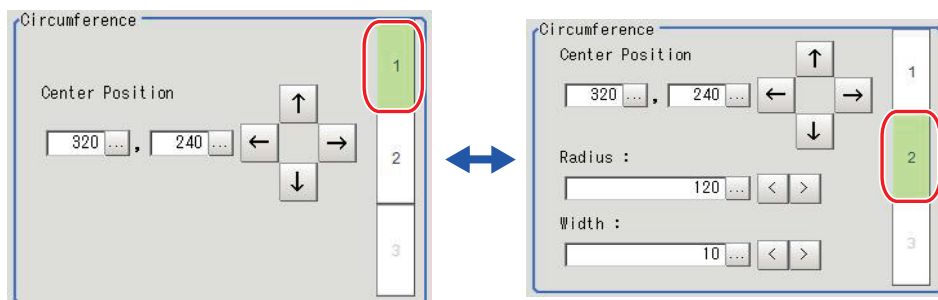 Circumference
1
Center Position
↑
320 ... , 240 ... ← →
2
↓
3
Circumference
Center Position
↑
1
320 ... , 240 ... ← →
↓
Radius :
2
120 ... < >
Width :
3
10 ... < >